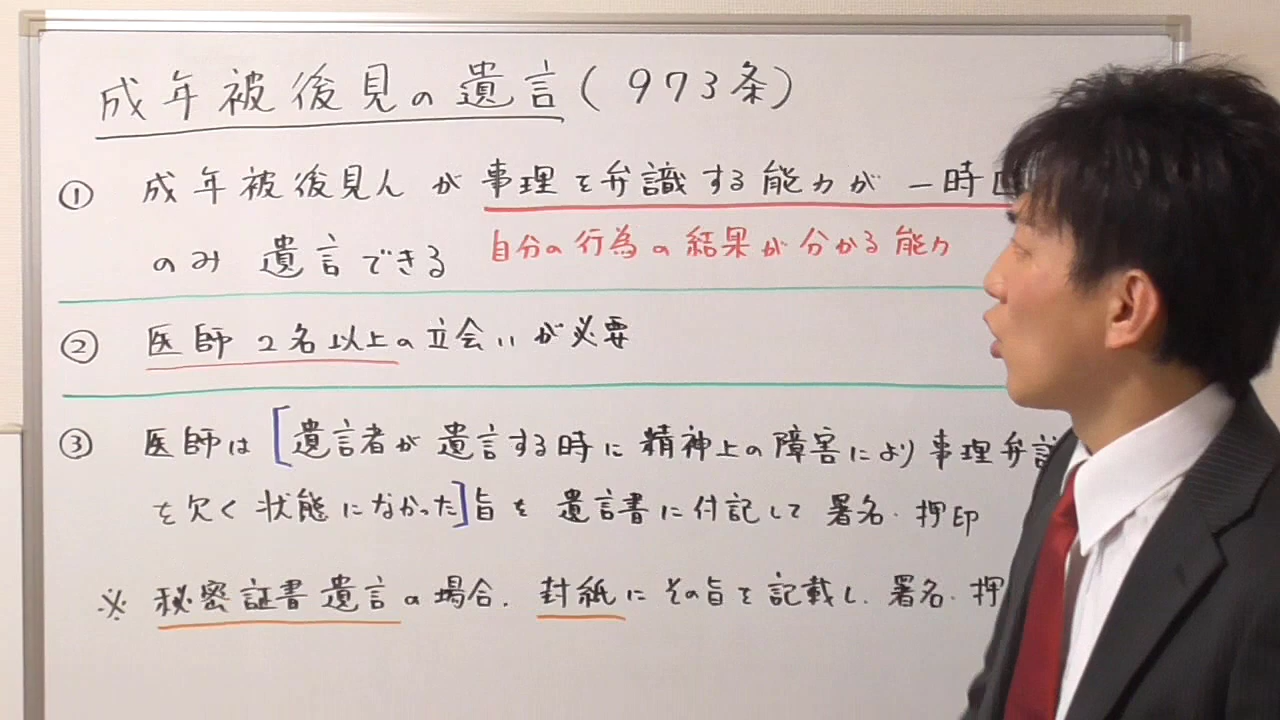 成年被後見の遺言(973条)
① 成年被後見人が事理を弁識する能力が一時
のみ遺言できる
自分の行為の結果が分かる能力
② 医師2名以上の立会いが必要
③ 医師は[遺言者が遺言する時に精神上の障害により事理弁
を欠く状態になかった]旨を遺言書に付記して署名・押印
※ 秘密証書遺言の場合、封紙にその旨を記載し、署名・押